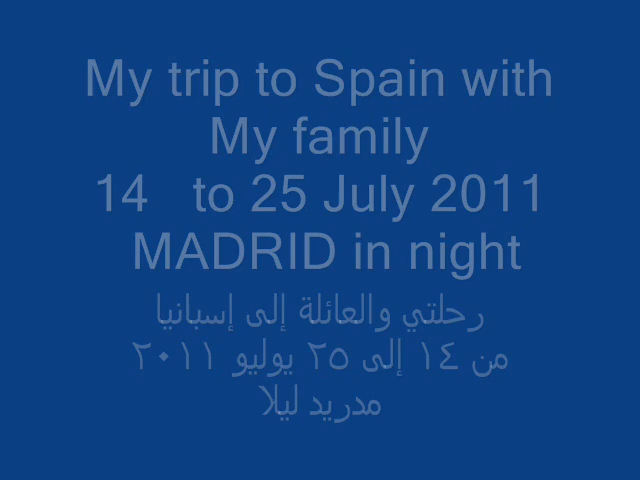 My trip to Spain with
My family
14 to 25 July 2011
MADRID in night
رحلتي والعائلة إلى إسبانيا
من ١٤ إلى ٢٥ يوليو ٢٠١١
مدريد ليلا